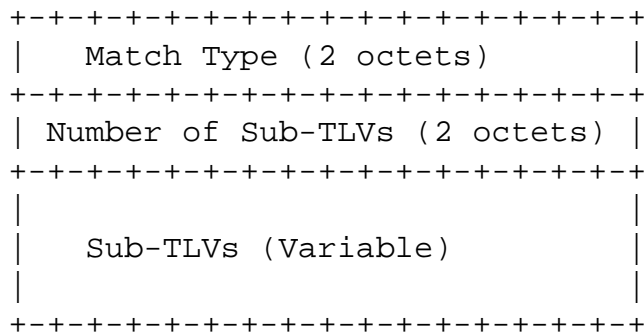 +-+-+-+-+-+-+-+-+-+-+-+-+-+-+-+-+
|   Match Type (2 octets)       |
+-+-+-+-+-+-+-+-+-+-+-+-+-+-+-+-+
| Number of Sub-TLVs (2 octets) |
+-+-+-+-+-+-+-+-+-+-+-+-+-+-+-+-+
|                               |
|   Sub-TLVs (Variable)         |
|                               |
+-+-+-+-+-+-+-+-+-+-+-+-+-+-+-+-+